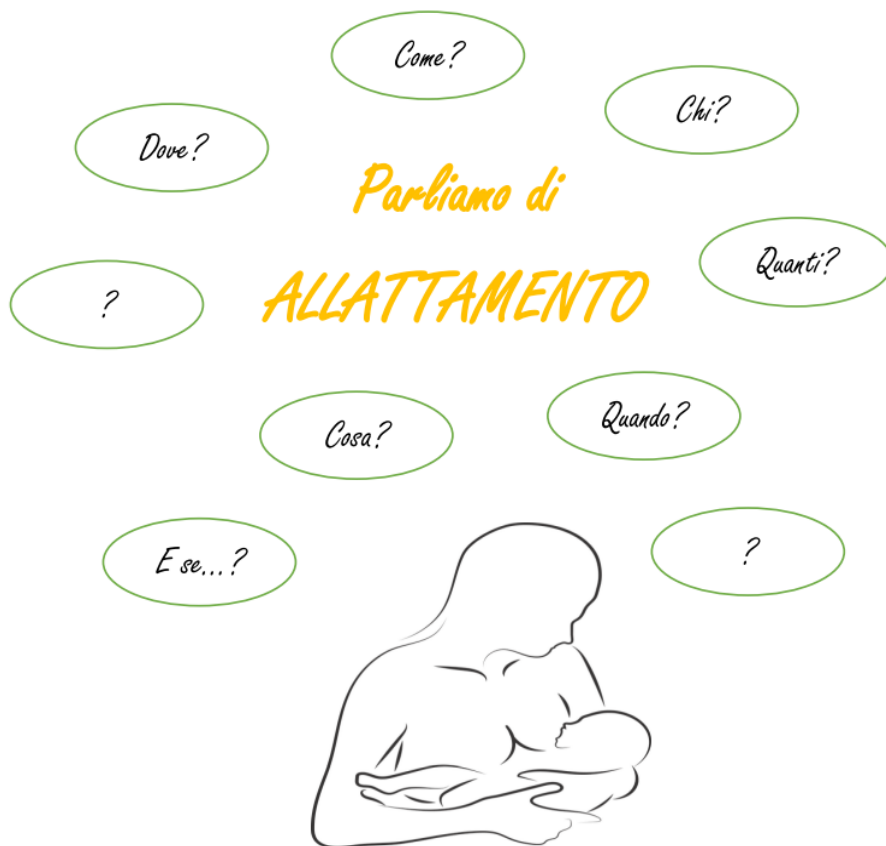 Come?
Chi?
Dove?
Parliamo di
Quanti?
?
ALLATTAMENTO
Quando?
Cosa?
E se...?
?